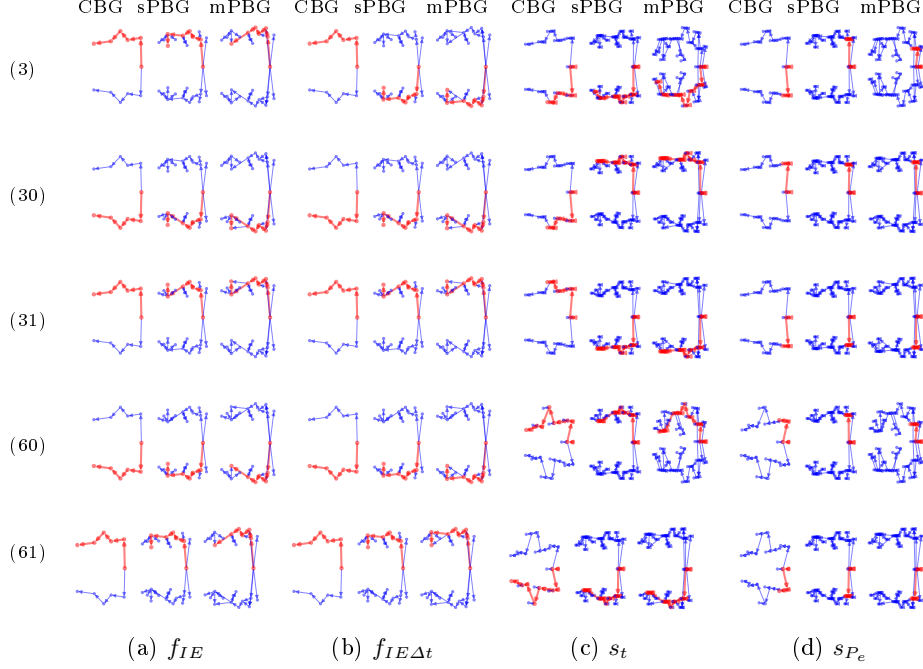 CBG sPBG mPBG CBG sPBG mPBG CBG sPBG mPBG CBG sPBG mPBG
(3)
(30)
(31)
(60)
(61)
(a) f_{IE} (b) f_{IEΔt} (c) s_t (d) s_{P_e}